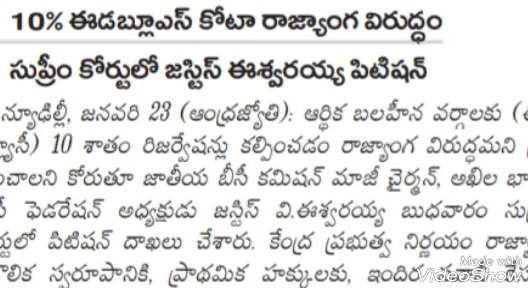 10% ఈడబ్లూఎస్ కోటా రాజ్యాంగ విరుద్ధం
సుప్రీం కోర్టులో జస్టిస్ ఈశ్వరయ్య పిటిషన్
న్యూఢిల్లీ, జనవరి 23 (ఆంధ్రజ్యోతి): ఆర్థిక బలహీన వర్గాలకు (
10 శాతం రిజర్వేషన్లు కల్పించడం రాజ్యాంగ విరుద్ధమని
కోరుతూ జాతీయ బీసీ కమిషన్ మాజీ చైర్మన్, అఖిల
ఫెడరేషన్ అధ్యక్షుడు జస్టిస్ వి.ఈశ్వరయ్య బుధవారం
పిటిషన్ దాఖలు చేశారు. కేంద్ర ప్రభుత్వ నిర్ణయం
స్వరూపానికి, ప్రాథమిక హక్కులకు,
Made with
VideoShow